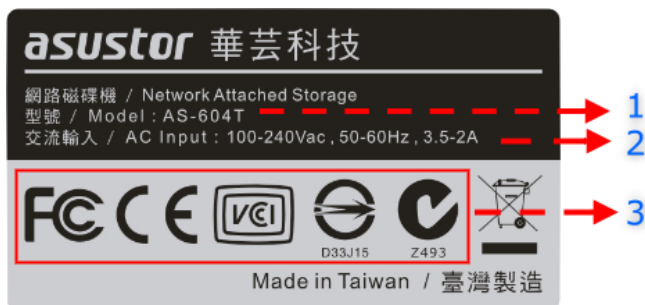 asustor 華芸科技
網路磁碟機 / Network Attached Storage
型號 / Model : AS-604T
1
交流輸入 / AC Input : 100-240Vac , 50-60Hz , 3.5-2A
2
FC CE VCI
3
D33J15 Z493
Made in Taiwan / 臺灣製造